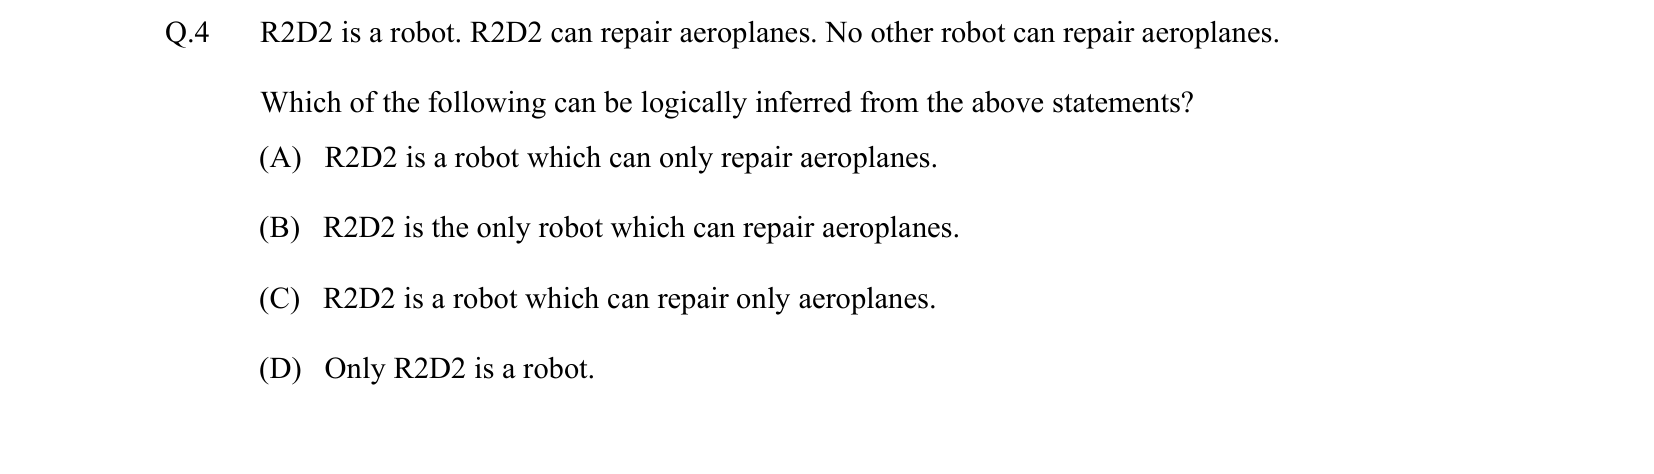 Q.4 R2D2 is a robot. R2D2 can repair aeroplanes. No other robot can repair aeroplanes.
Which of the following can be logically inferred from the above statements?
(A) R2D2 is a robot which can only repair aeroplanes.
(B) R2D2 is the only robot which can repair aeroplanes.
(C) R2D2 is a robot which can repair only aeroplanes.
(D) Only R2D2 is a robot.